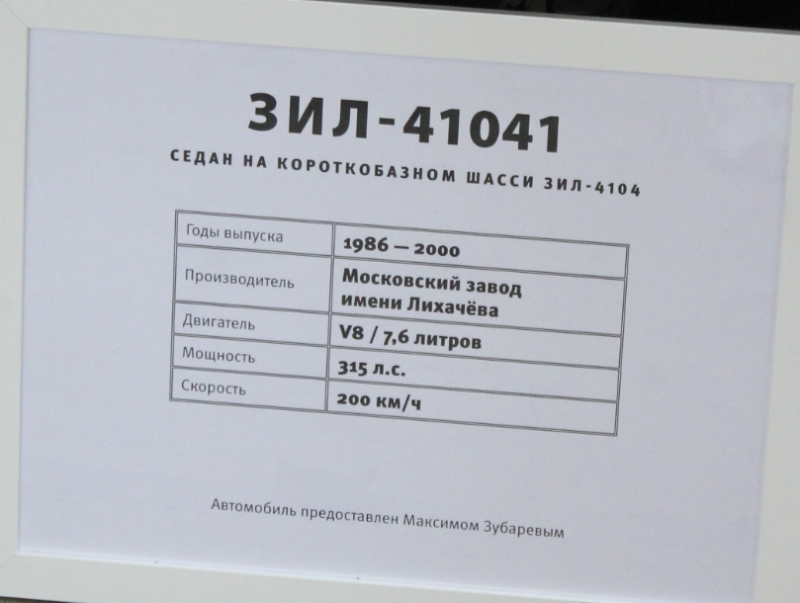 ЗИЛ-41041
СЕДАН НА КОРОТКОБАЗНОМ ШАССИ ЗИЛ-4104
Годы выпуска 1986 — 2000
Производитель Московский завод
имени Лихачёва
Двигатель V8 / 7,6 литров
Мощность 315 л.с.
Скорость 200 км/ч
Автомобиль предоставлен Максимом Зубаревым